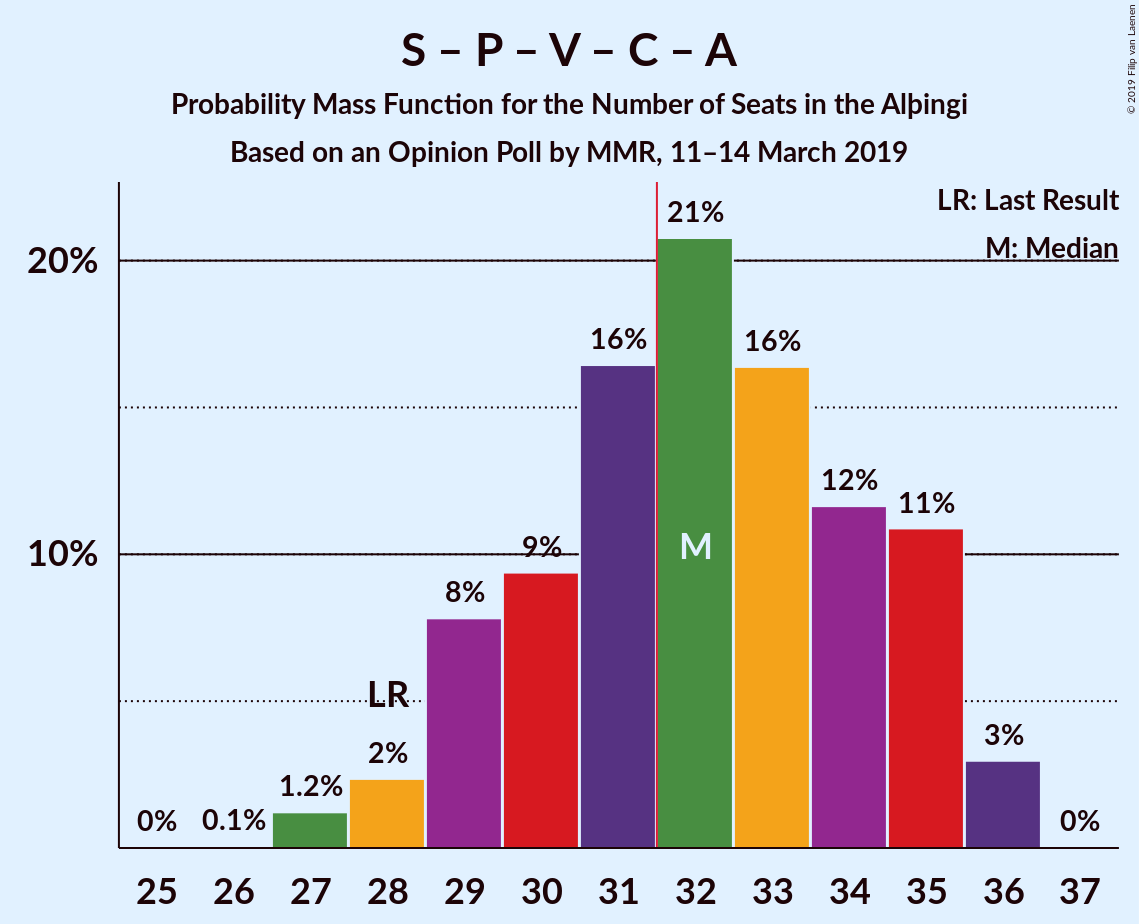 S – P – V – C – A
Probability Mass Function for the Number of Seats in the Alþingi
Based on an Opinion Poll by MMR, 11–14 March 2019
© 2019 Filip van Laenen
LR: Last Result
M: Median
20%
10%
0%
0.1%
1.2%
2%
LR
8%
9%
16%
21%
M
16%
12%
11%
3%
0%
25 26 27 28 29 30 31 32 33 34 35 36 37